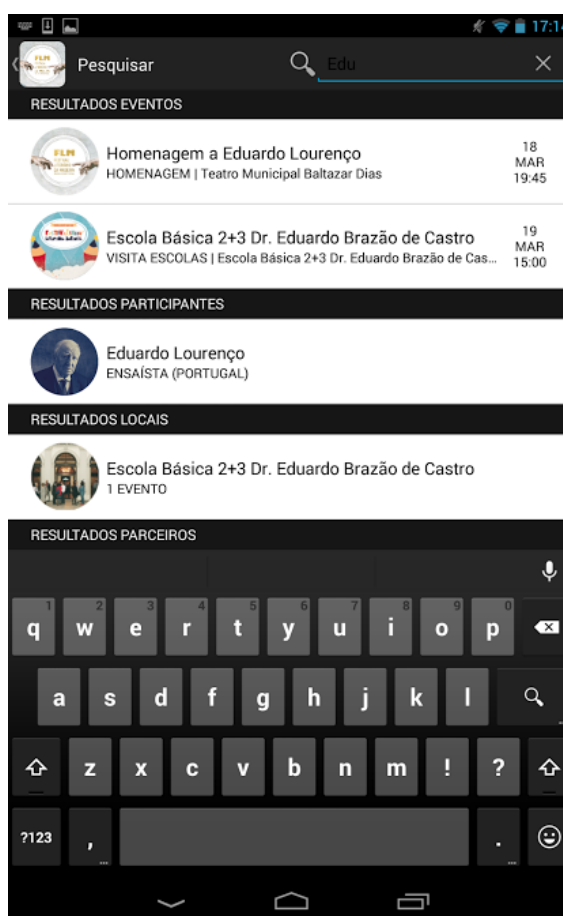 17:14
Pesquisar
Edu
RESULTADOS EVENTOS
FLM
Homenagem a Eduardo Lourenço
HOMENAGEM | Teatro Municipal Baltazar Dias
18
MAR
19:45
Escola Básica 2+3 Dr. Eduardo Brazão de Castro
VISITA ESCOLAS | Escola Básica 2+3 Dr. Eduardo Brazão de Cas...
19
MAR
15:00
RESULTADOS PARTICIPANTES
Eduardo Lourenço
ENSAÍSTA (PORTUGAL)
RESULTADOS LOCAIS
Escola Básica 2+3 Dr. Eduardo Brazão de Castro
1 EVENTO
RESULTADOS PARCEIROS
1 2 3 4 5 6 7 8 9 0
q w e r t y u i o p
a s d f g h j k l
z x c v b n m ! ?
?123 , .